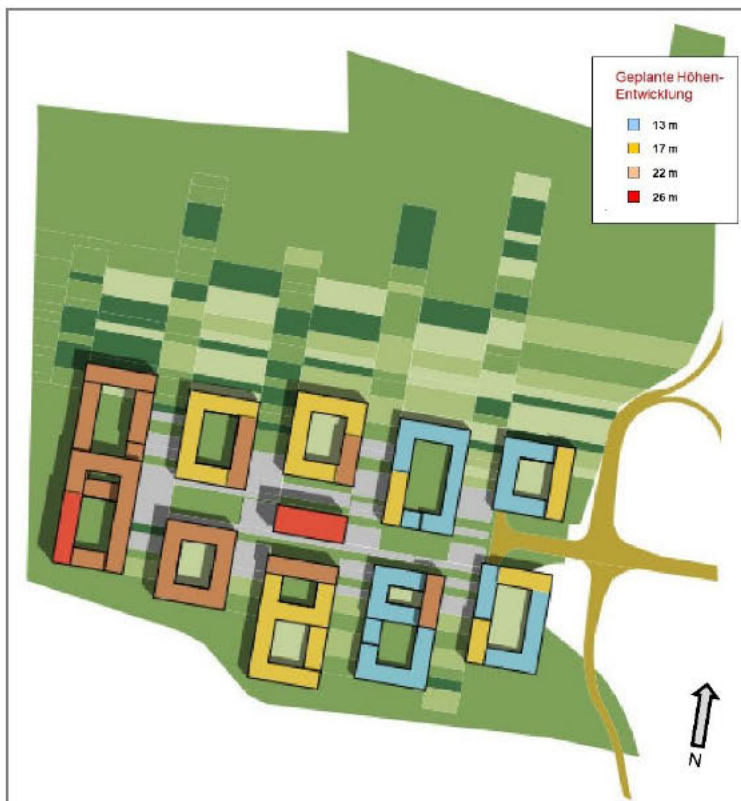 Geplante Höhen-
Entwicklung
13 m
17 m
22 m
26 m
N